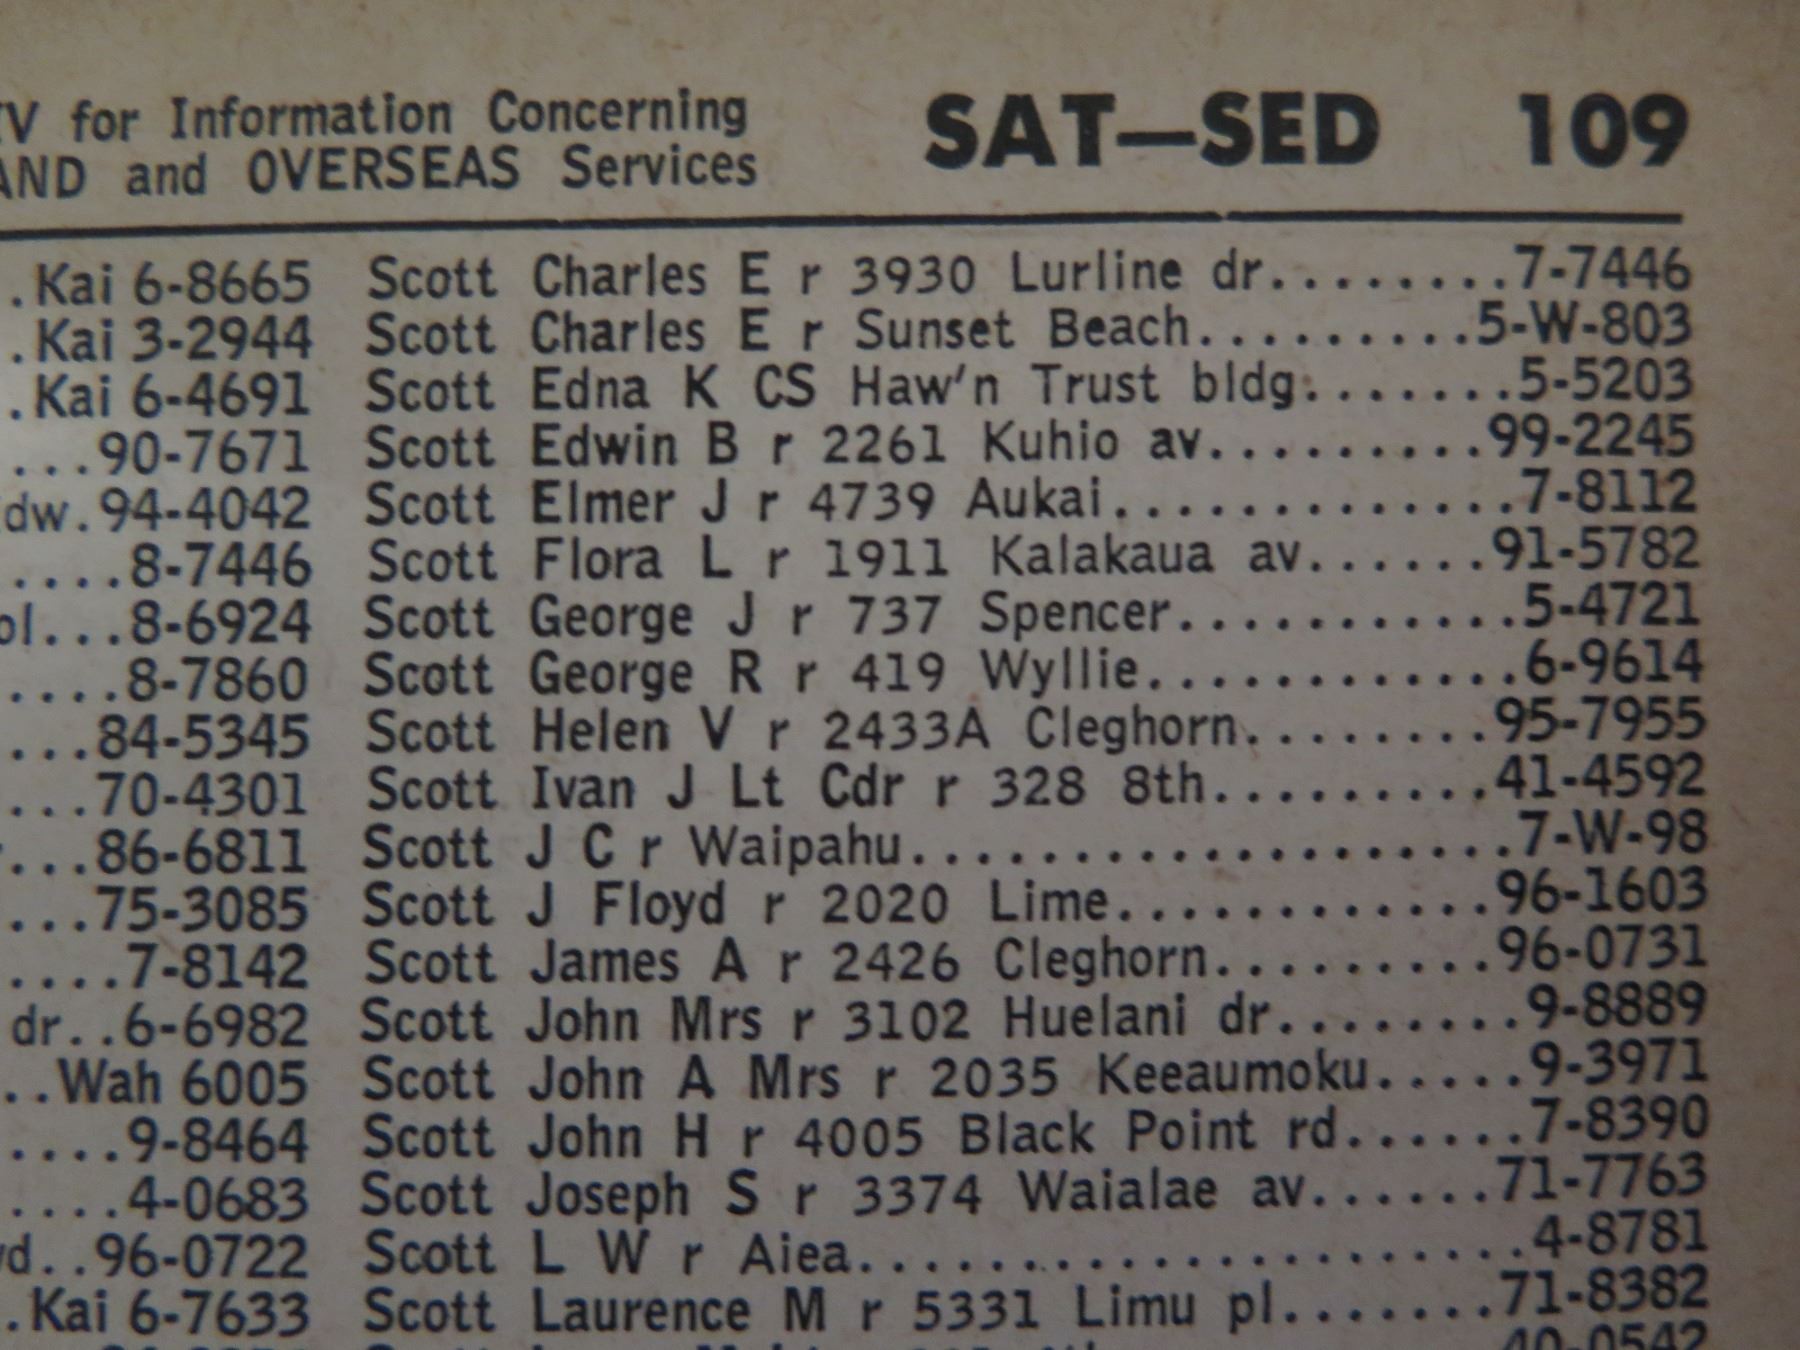 for Information Concerning SAT—SED 109
AND and OVERSEAS Services
.Kai 6-8665
.Kai 3-2944
.Kai 6-4691
...90-7671
.94-4042
....8-7446
...8-6924
....8-7860
...84-5345
...70-4301
...86-6811
...75-3085
....7-8142
dr..6-6982
..Wah 6005
....9-8464
....4-0683
..96-0722
.Kai 6-7633
Scott Charles E r 3930 Lurline dr........7-7446
Scott Charles E r Sunset Beach.........5-W-803
Scott Edna K CS Haw'n Trust bldg.......5-5203
Scott Edwin B r 2261 Kuhio av.........99-2245
Scott Elmer J r 4739 Aukai.............7-8112
Scott Flora L r 1911 Kalakaua av......91-5782
Scott George J r 737 Spencer...........5-4721
Scott George R r 419 Wyllie............6-9614
Scott Helen V r 2433A Cleghorn........95-7955
Scott Ivan J Lt Cdr r 328 8th.........41-4592
Scott J C r Waipahu...................7-W-98
Scott J Floyd r 2020 Lime.............96-1603
Scott James A r 2426 Cleghorn.........96-0731
Scott John Mrs r 3102 Huelani dr........9-8889
Scott John A Mrs r 2035 Keeaumoku.....9-3971
Scott John H r 4005 Black Point rd......7-8390
Scott Joseph S r 3374 Waialae av......71-7763
Scott L W r Aiea.....................4-8781
Scott Laurence M r 5331 Limu pl.......71-8382
40-0542